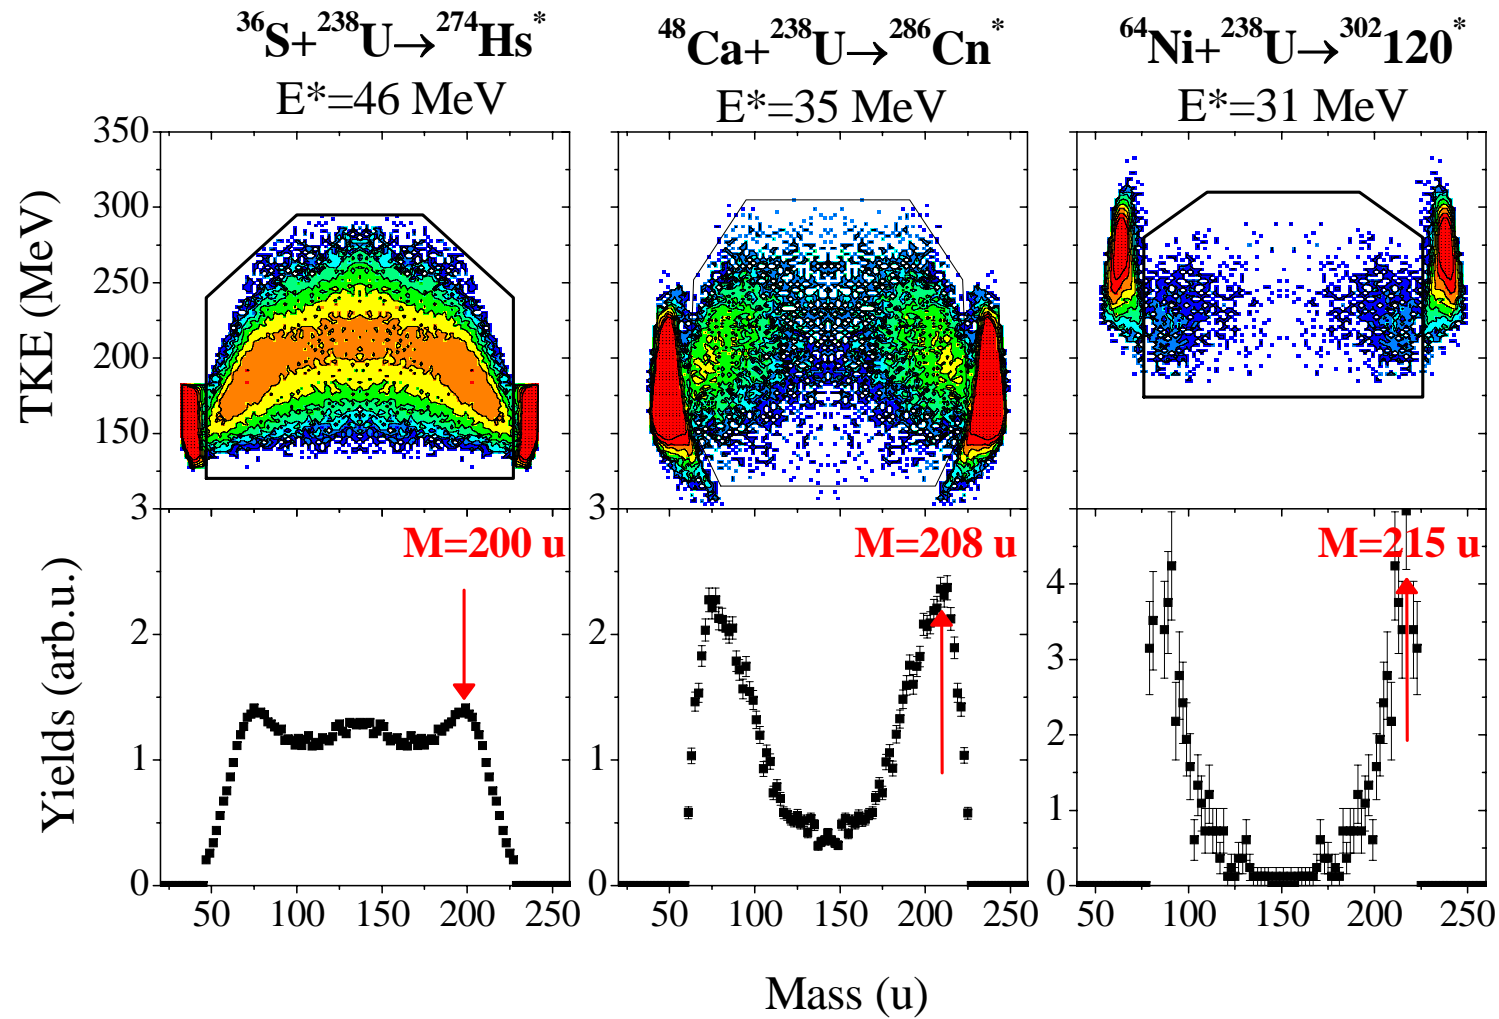 ³⁶S+²³⁸U→²⁷⁴Hs* ⁴⁸Ca+²³⁸U→²⁸⁶Cn* ⁶⁴Ni+²³⁸U→³⁰²120*
E*=46 MeV E*=35 MeV E*=31 MeV
TKE (MeV)
350
300
250
200
150
3 3
M=200 u M=208 u M=215 u
Yields (arb.u.)
2 2 4
3
1 1 2
1
0 0 0
50 100 150 200 250 50 100 150 200 250 50 100 150 200 250
Mass (u)